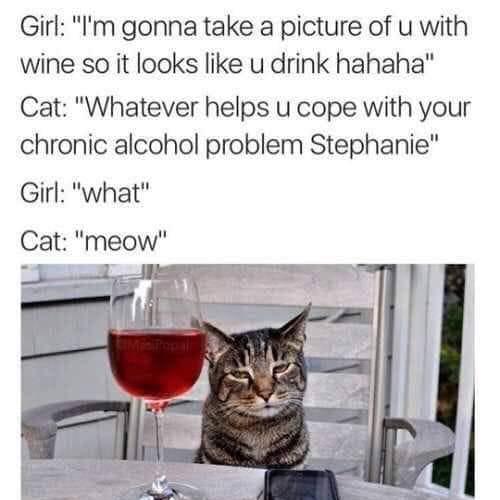 Girl: "I'm gonna take a picture of u with
wine so it looks like u drink hahaha"
Cat: "Whatever helps u cope with your
chronic alcohol problem Stephanie"
Girl: "what"
Cat: "meow"